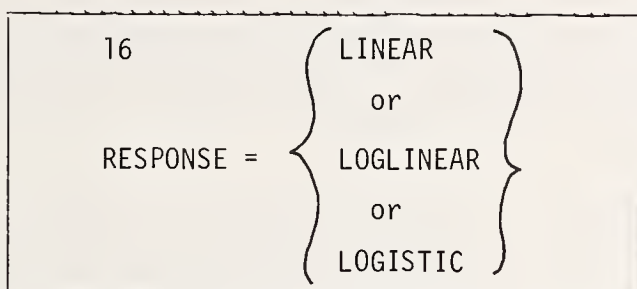 16
LINEAR
or
RESPONSE = LOGLINEAR
or
LOGISTIC